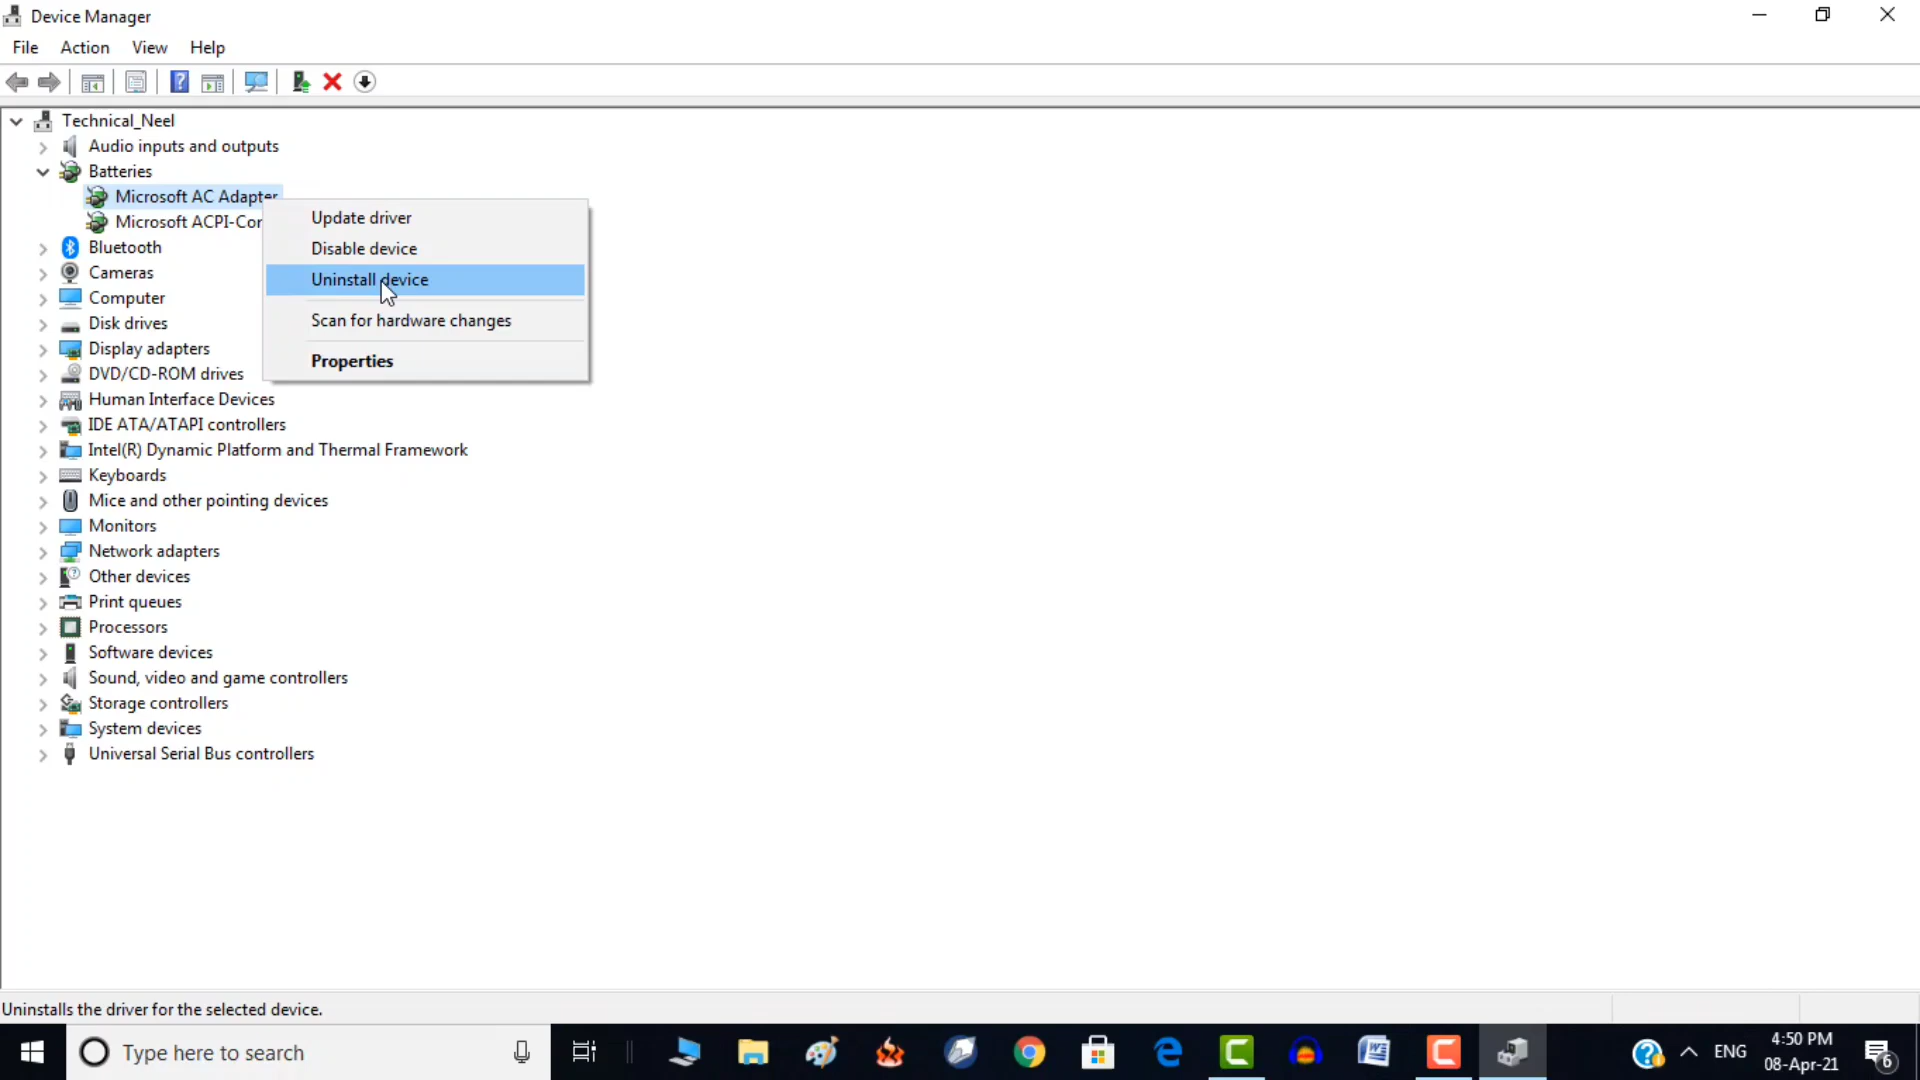 Device Manager
File Action View Help
Technical_Neel
Audio inputs and outputs
Batteries
Microsoft AC Adapter
Microsoft ACPI-Cor
Update driver
Disable device
Uninstall device
Scan for hardware changes
Properties
Bluetooth
Cameras
Computer
Disk drives
Display adapters
DVD/CD-ROM drives
Human Interface Devices
IDE ATA/ATAPI controllers
Intel(R) Dynamic Platform and Thermal Framework
Keyboards
Mice and other pointing devices
Monitors
Network adapters
Other devices
Print queues
Processors
Software devices
Sound, video and game controllers
Storage controllers
System devices
Universal Serial Bus controllers
Uninstalls the driver for the selected device.
Type here to search
ENG
4:50 PM
08-Apr-21
6